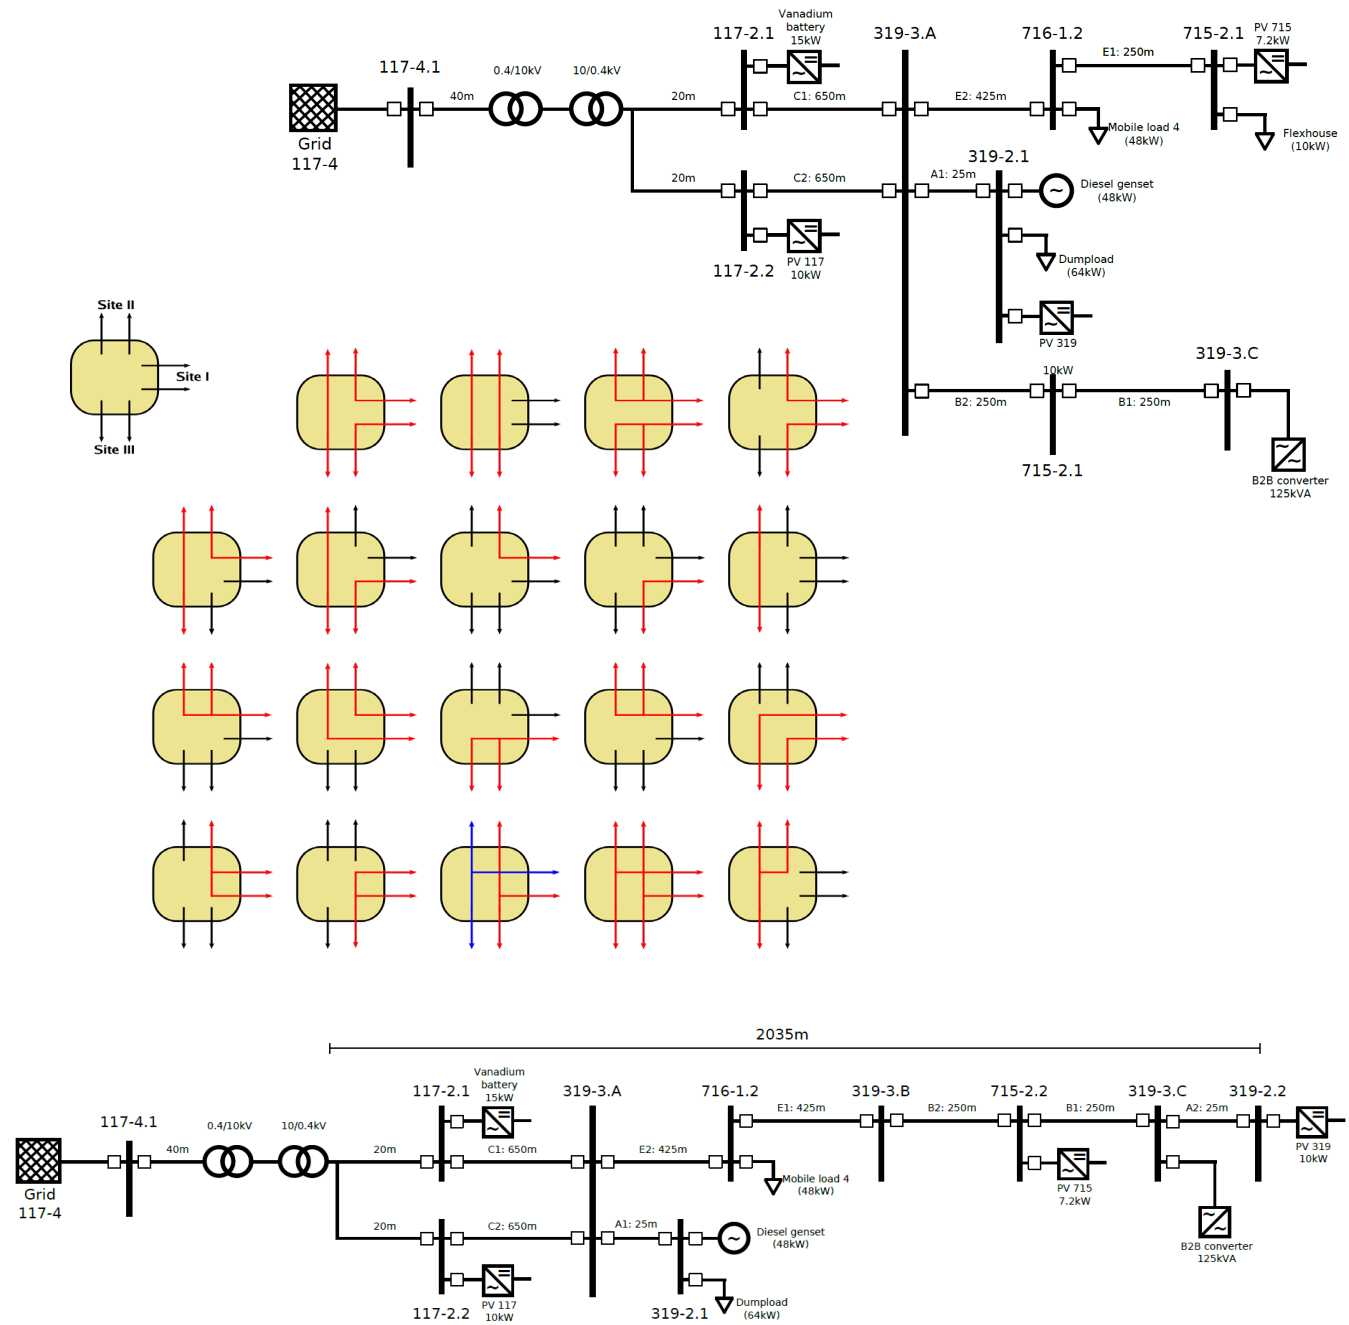 Vanadium
battery
15kW
117-2.1
319-3.A
716-1.2
715-2.1
PV 715
7.2kW
E1: 250m
117-4.1
0.4/10kV
10/0.4kV
40m
20m
C1: 650m
E2: 425m
Mobile load 4
(48kW)
Flexhouse
(10kW)
Grid
117-4
319-2.1
20m
C2: 650m
A1: 25m
Diesel genset
(48kW)
PV 117
10kW
117-2.2
Dumpload
(64kW)
PV 319
10kW
319-3.C
B2: 250m
B1: 250m
715-2.1
B2B converter
125kVA
Site II
Site I
Site III
2035m
Vanadium
battery
15kW
117-2.1
319-3.A
716-1.2
319-3.B
715-2.2
319-3.C
319-2.2
E1: 425m
B2: 250m
B1: 250m
A2: 25m
117-4.1
0.4/10kV
10/0.4kV
40m
20m
C1: 650m
E2: 425m
PV 319
10kW
Mobile load 4
(48kW)
PV 715
7.2kW
Grid
117-4
20m
C2: 650m
A1: 25m
Diesel genset
(48kW)
B2B converter
125kVA
PV 117
10kW
117-2.2
319-2.1
Dumpload
(64kW)